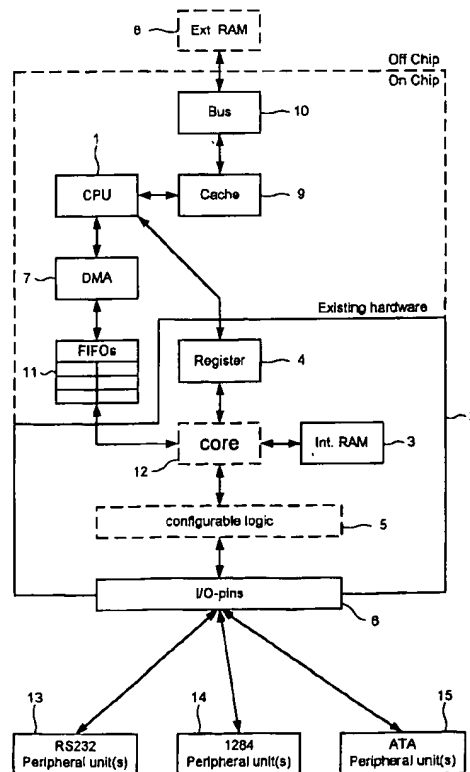 8
Ext RAM
Off Chip
On Chip
Bus
10
1
CPU
Cache
9
7
DMA
Existing hardware
FIFOs
11
Register
4
core
12
Int. RAM
3
configurable logic
5
I/O-pins
6
13
RS232
Peripheral unit(s)
14
1284
Peripheral unit(s)
15
ATA
Peripheral unit(s)